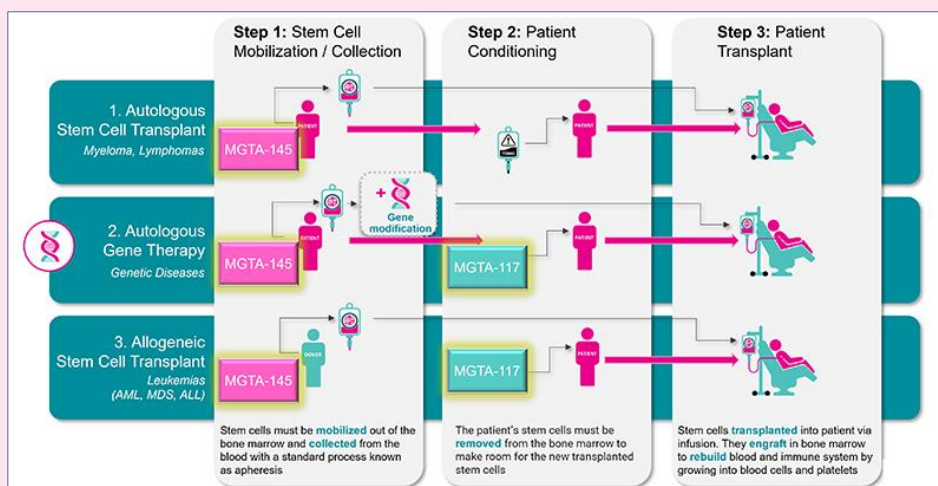 Step 1: Stem Cell
Mobilization / Collection
Step 2: Patient
Conditioning
Step 3: Patient
Transplant
1. Autologous
Stem Cell Transplant
Myeloma, Lymphomas
MGTA-145
PATIENT
PATIENT
2. Autologous
Gene Therapy
Genetic Diseases
MGTA-145
PATIENT
+
Gene
modification
MGTA-117
PATIENT
3. Allogeneic
Stem Cell Transplant
Leukemias
(AML, MDS, ALL)
MGTA-145
DONOR
MGTA-117
PATIENT
Stem cells must be mobilized out of the
bone marrow and collected from the
blood with a standard process known
as apheresis
The patient's stem cells must be
removed from the bone marrow to
make room for the new transplanted
stem cells
Stem cells transplanted into patient via
infusion. They engraft in bone marrow
to rebuild blood and immune system by
growing into blood cells and platelets